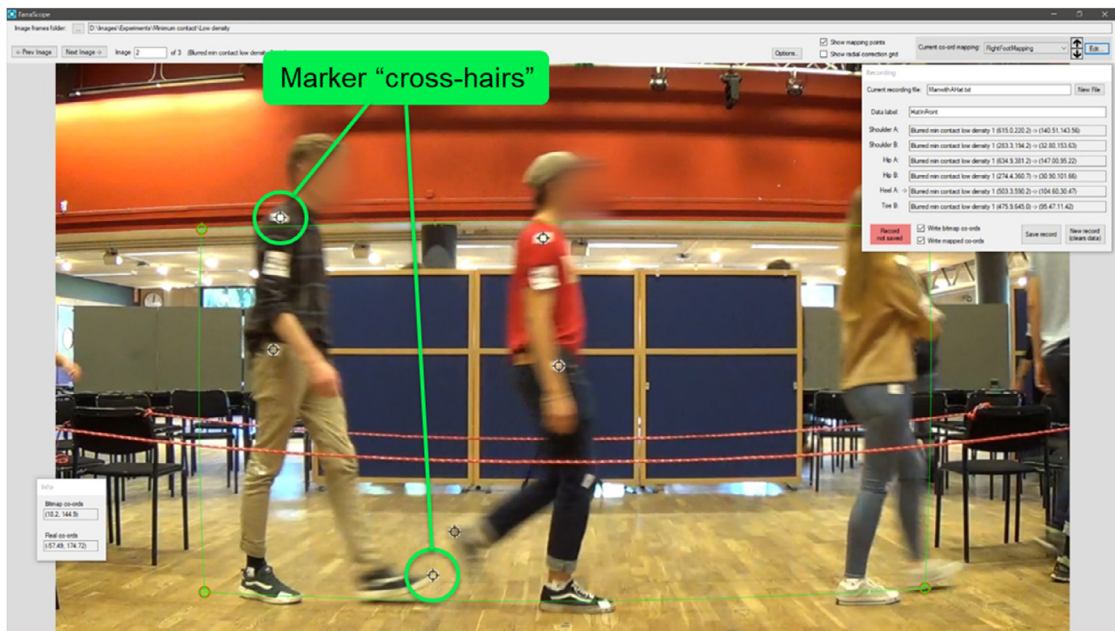 FerraScope
Image frames folder: ... D:\Images\Experiments\Minimum contact\Low density
<- Prev Image Next Image -> Image 2 of 3 (Blurred min contact low density
Options... Show mapping points
Show radial correction grid
Current co-ord mapping: RightFootMapping Edit...
Marker “cross-hairs”
Recording
Current recording file: ManwithAHat.txt New File
Data label: HatInFront
Shoulder A: Blurred min contact low density 1 (615.0,220.2) -> (140.51,143.56)
Shoulder B: Blurred min contact low density 1 (283.3,194.2) -> (32.80,153.63)
Hip A: Blurred min contact low density 1 (634.9,381.2) -> (147.00,95.22)
Hip B: Blurred min contact low density 1 (274.4,360.7) -> (30.90,101.66)
Heel A: -> Blurred min contact low density 1 (503.3,590.2) -> (104.60,30.47)
Toe B: Blurred min contact low density 1 (475.9,645.0) -> (95.47,11.42)
Record not saved
Write bitmap co-ords
Write mapped co-ords
Save record
New record (clears data)
Info
Bitmap co-ords
(10.2, 144.9)
Real co-ords
(-57.49, 174.72)